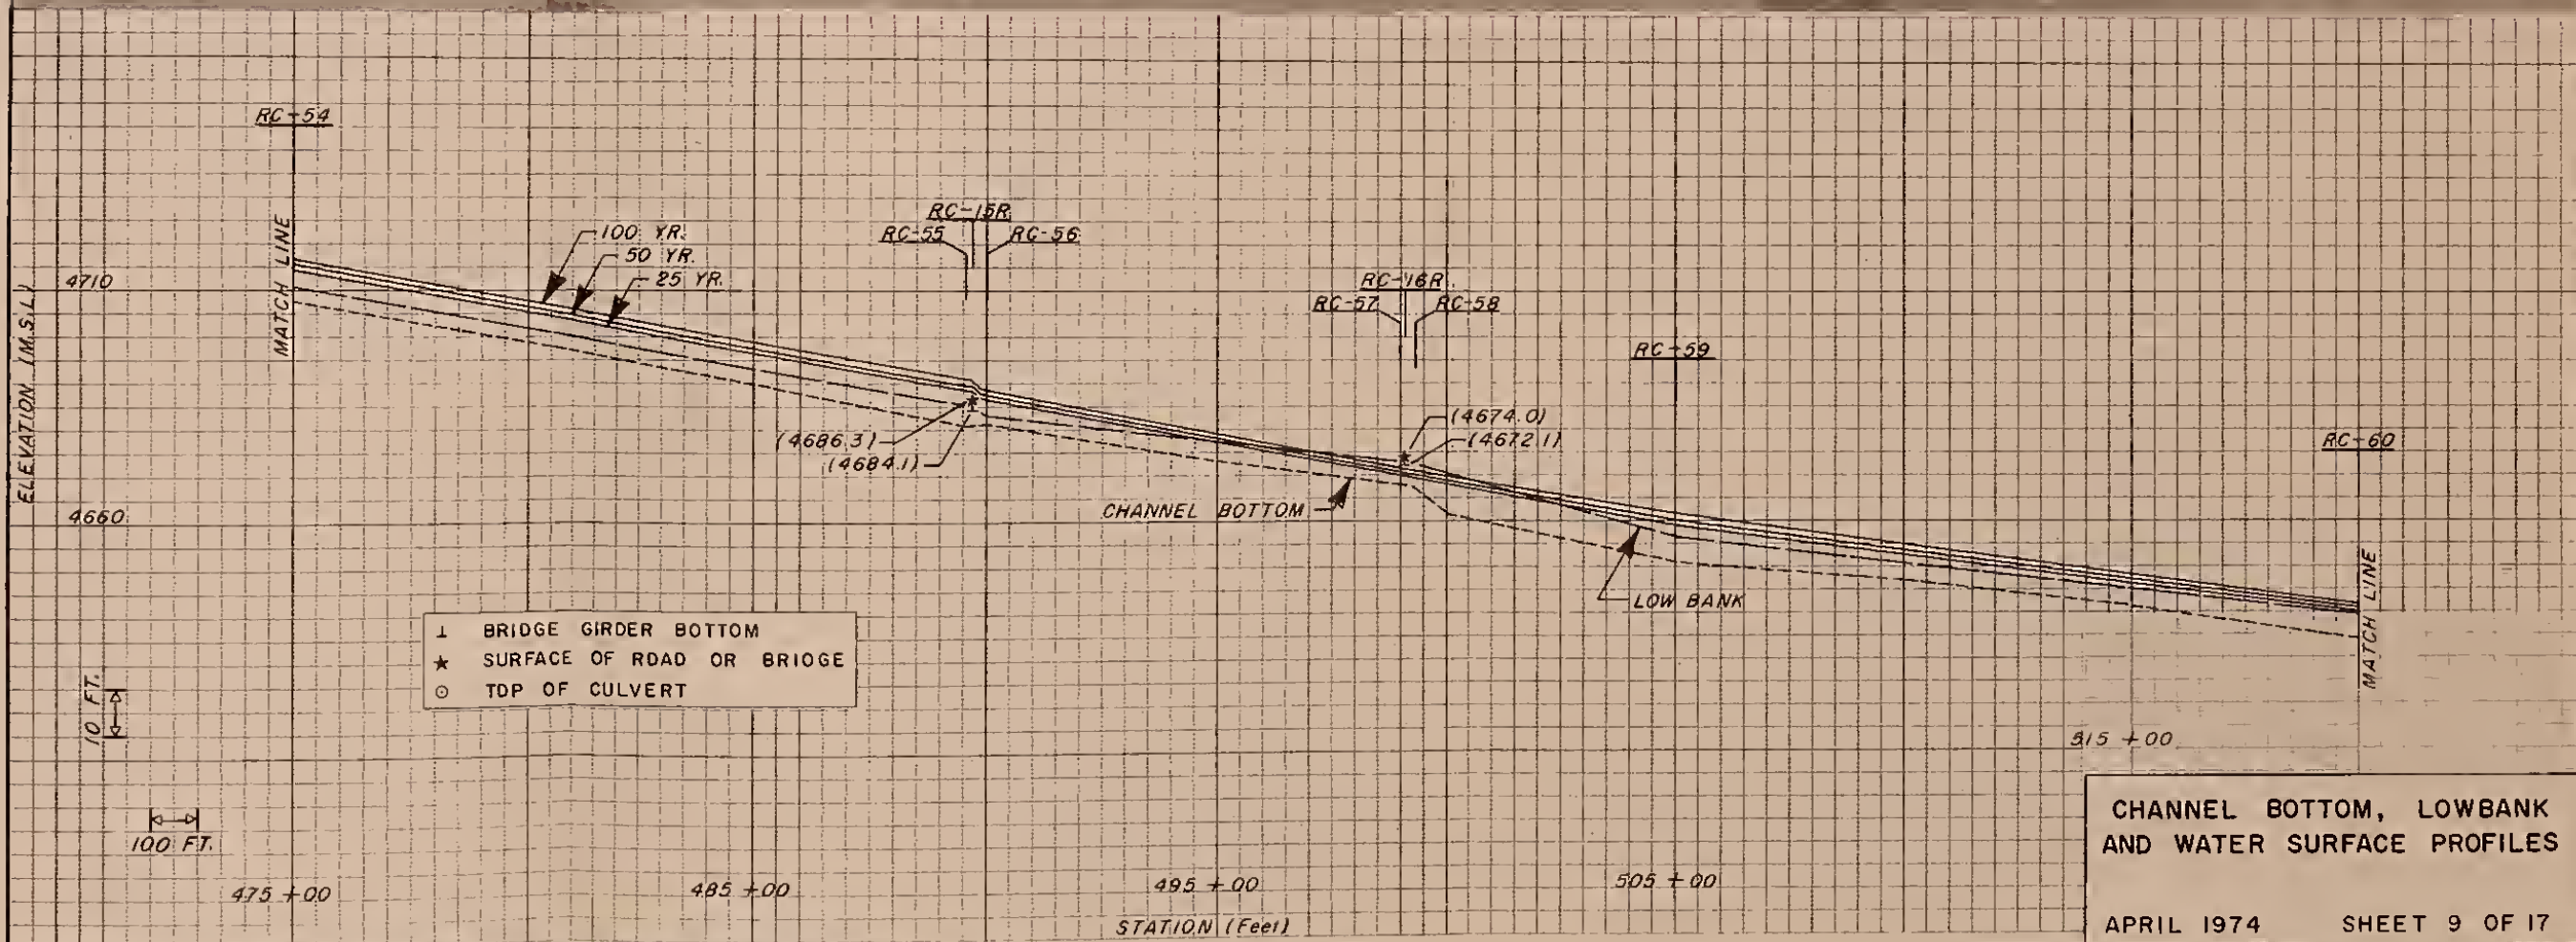 RC-54
RC-15R
RC-55
RC-56
100 YR.
50 YR.
25 YR.
MATCH LINE
4710
ELEVATION (M.S.L.)
RC-16R
RC-57
RC-58
RC-59
(4674.0)
(4672.1)
RC-60
(4686.3)
(4684.1)
CHANNEL BOTTOM
4660
LOW BANK
MATCH LINE
⊥ BRIDGE GIRDER BOTTOM
★ SURFACE OF ROAD OR BRIDGE
⊙ TOP OF CULVERT
10 FT.
100 FT.
475 +00
485 +00
495 +00
505 +00
515 +00
STATION (Feet)
CHANNEL BOTTOM, LOWBANK
AND WATER SURFACE PROFILES
APRIL 1974 SHEET 9 OF 17